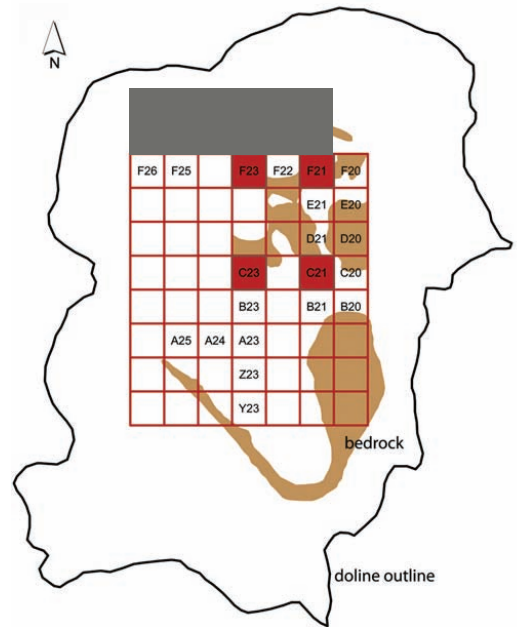 N
F26 F25 F23 F22 F21 F20
E21 E20
D21 D20
C23 C21 C20
B23 B21 B20
A25 A24 A23
Z23
Y23
bedrock
doline outline